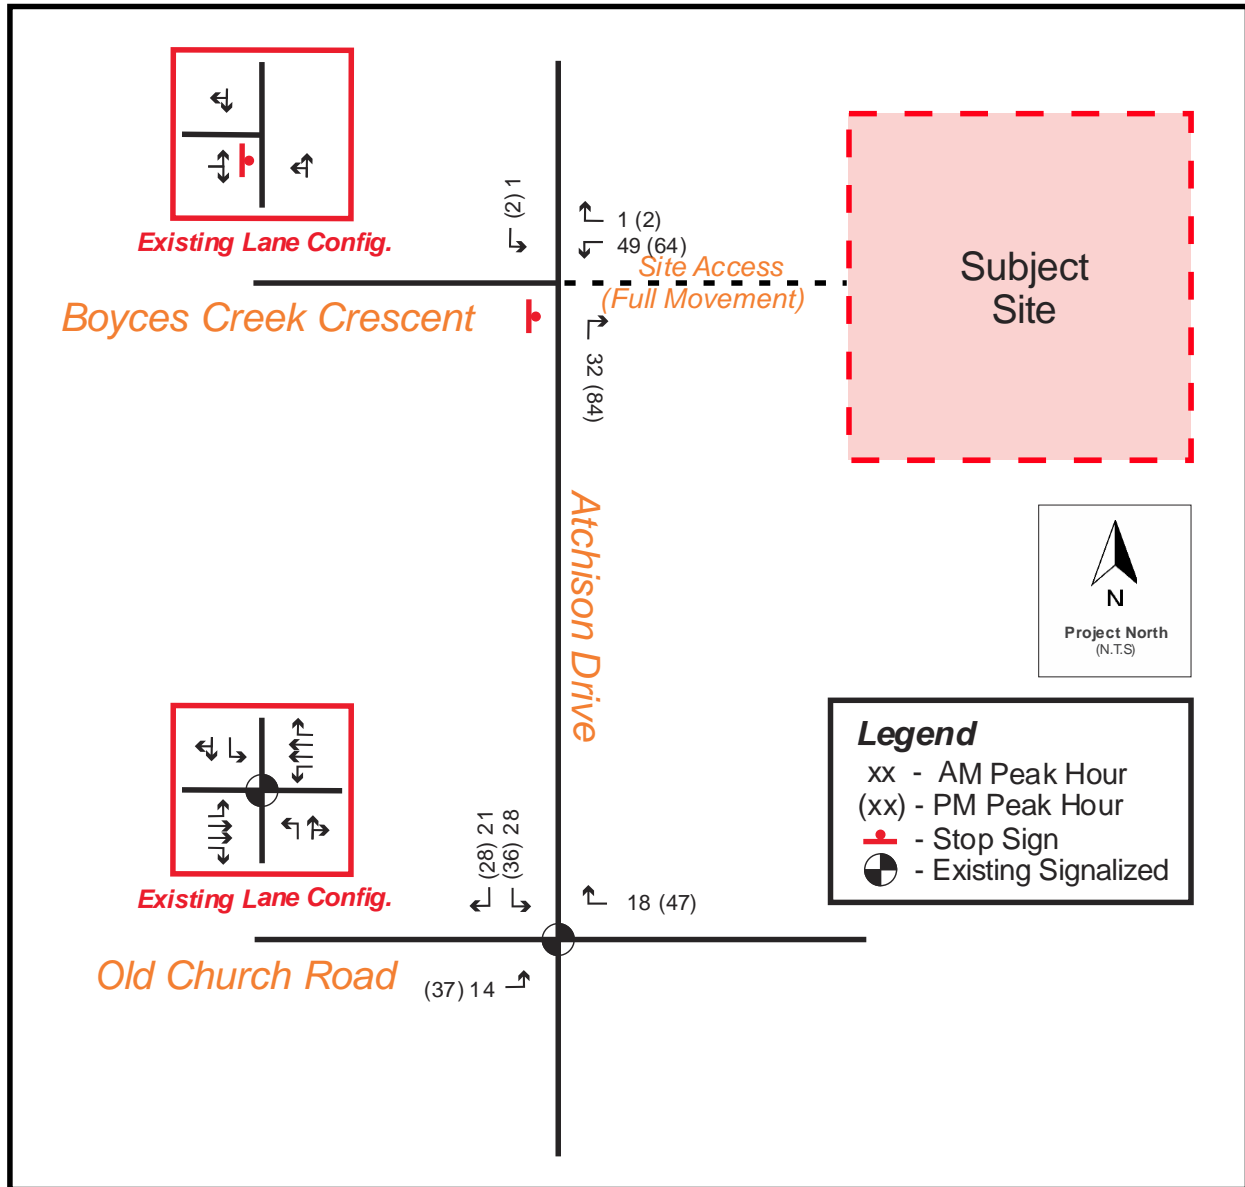 Existing Lane Config.
(2) 1
1 (2)
49 (64)
Site Access
(Full Movement)
Boyces Creek Crescent
32 (84)
Subject
Site
Atchison Drive
N
Project North
(N.T.S)
Existing Lane Config.
(28) 21
(36) 28
18 (47)
Old Church Road
(37) 14
Legend
xx - AM Peak Hour
(xx) - PM Peak Hour
- Stop Sign
- Existing Signalized